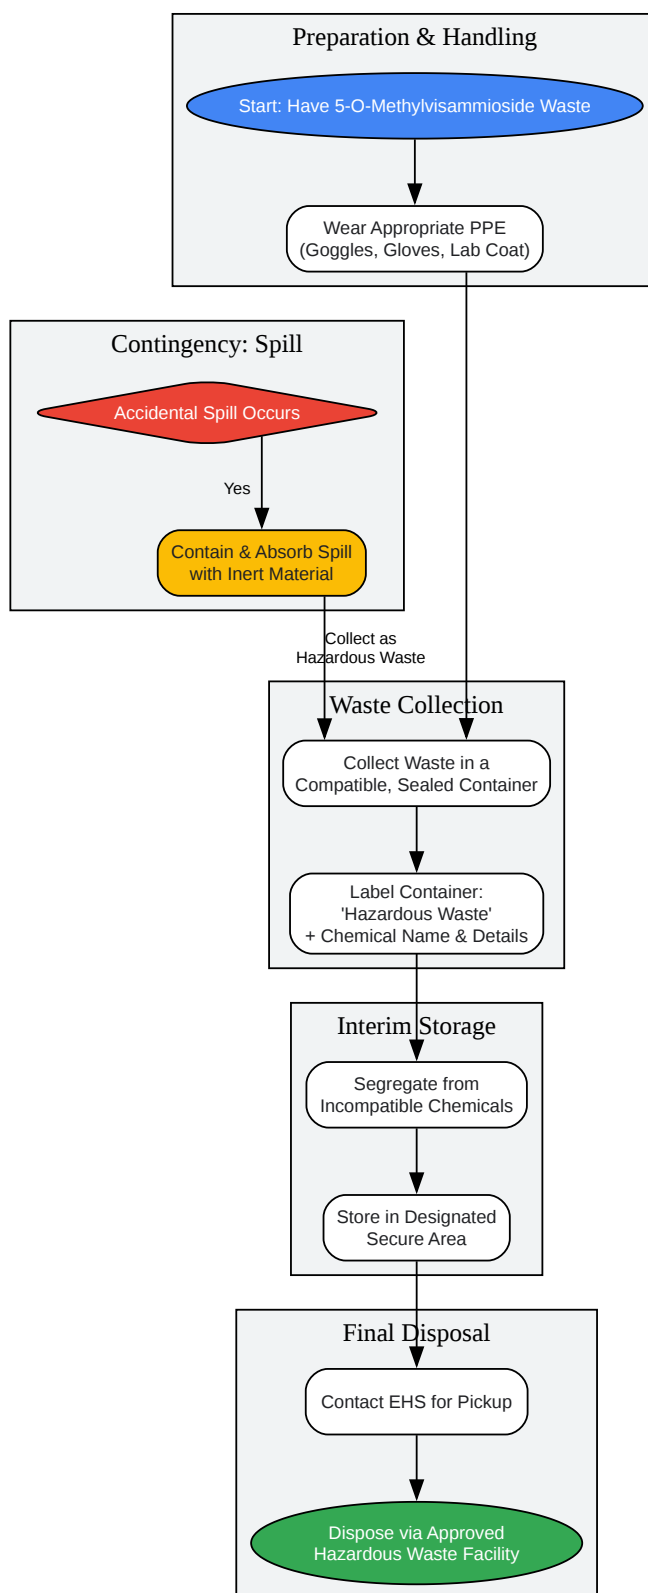 Preparation & Handling
Start: Have 5-O-Methylvisammioside Waste
Wear Appropriate PPE
(Goggles, Gloves, Lab Coat)
Contingency: Spill
Accidental Spill Occurs
Yes
Contain & Absorb Spill
with Inert Material
Collect as
Hazardous Waste
Waste Collection
Collect Waste in a
Compatible, Sealed Container
Label Container:
'Hazardous Waste'
+ Chemical Name & Details
Interim Storage
Segregate from
Incompatible Chemicals
Store in Designated
Secure Area
Final Disposal
Contact EHS for Pickup
Dispose via Approved
Hazardous Waste Facility